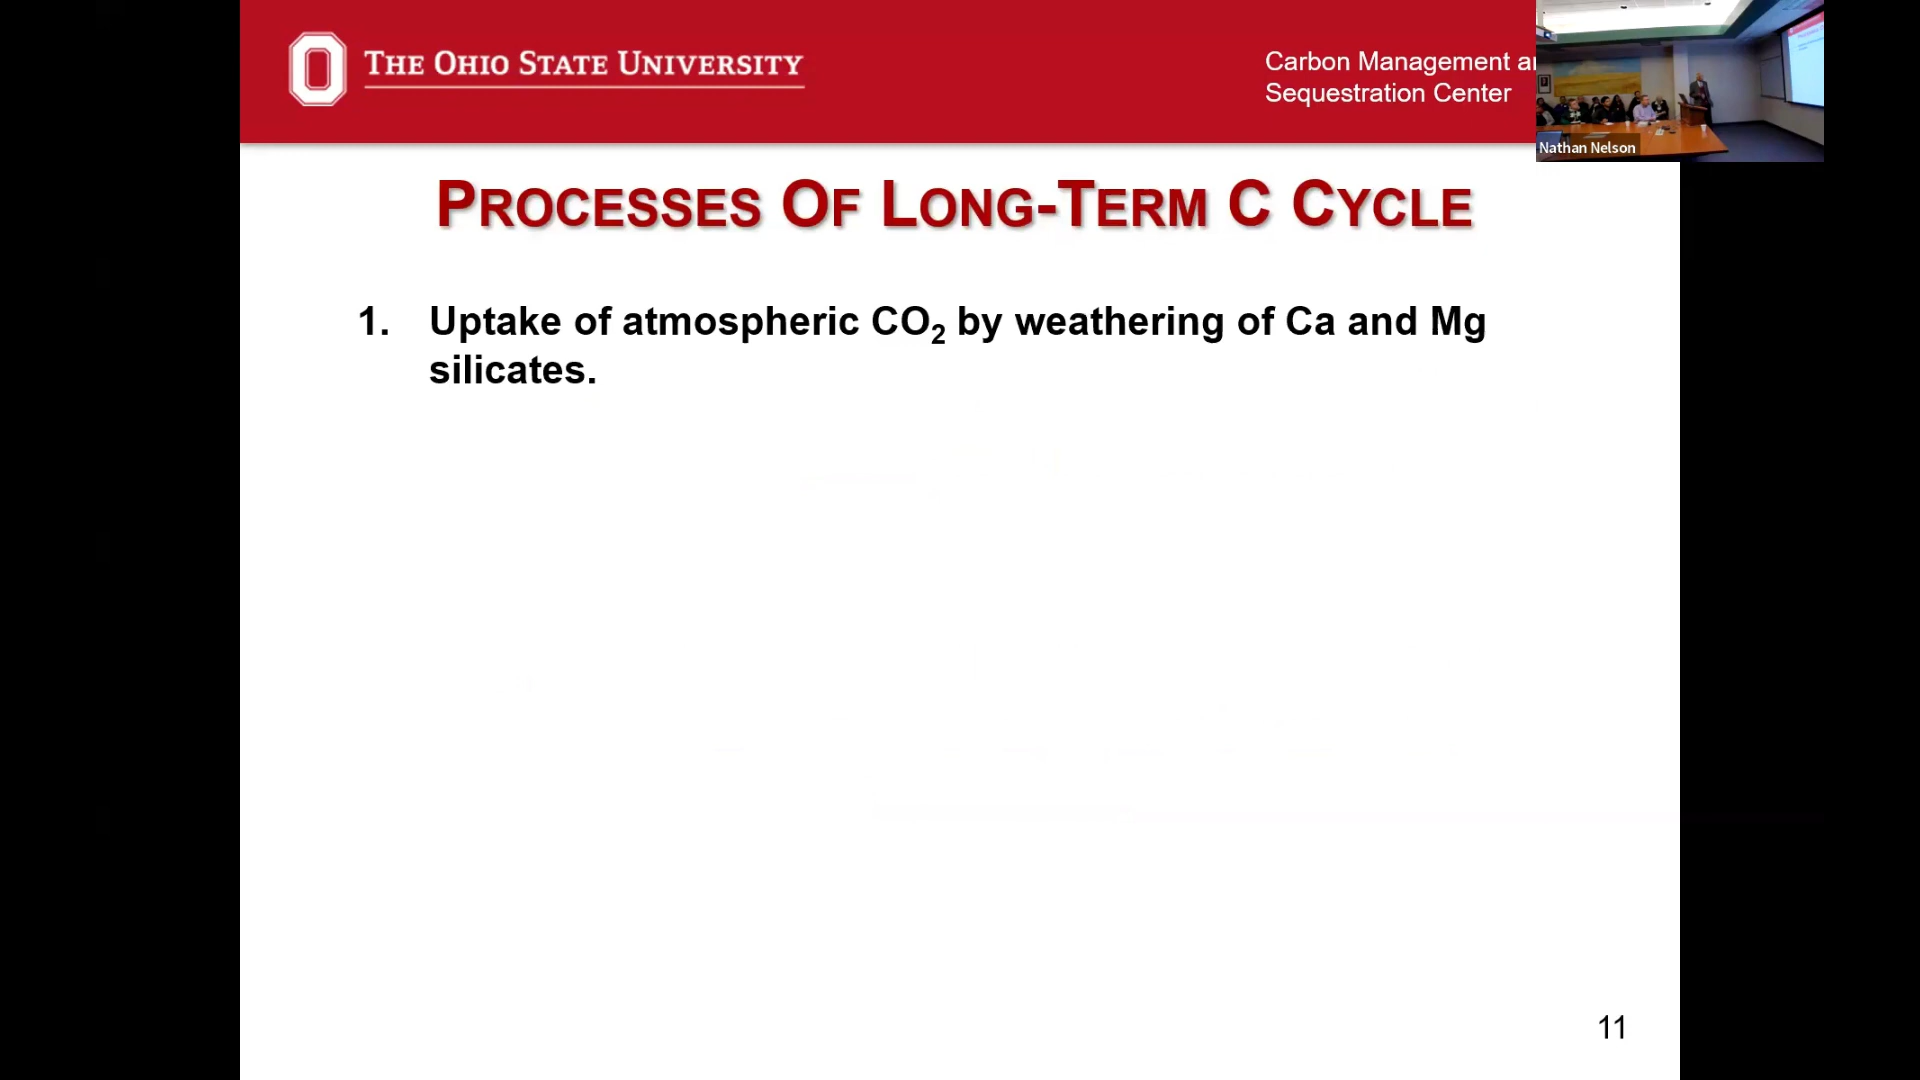 THE OHIO STATE UNIVERSITY
Carbon Management
Sequestration Center
Nathan Nelson
PROCESSES OF LONG-TERM C CYCLE
1. Uptake of atmospheric CO₂ by weathering of Ca and Mg
silicates.
11